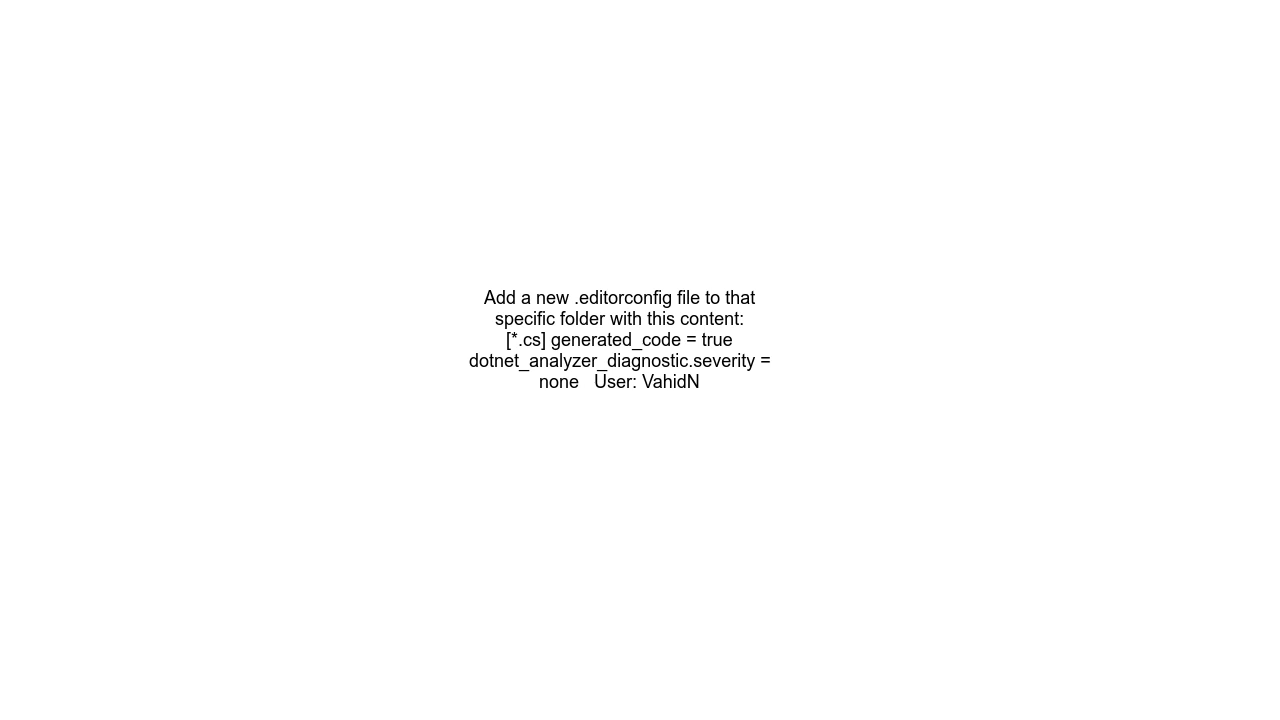 Add a new .editorconfig file to that
specific folder with this content:
[*.cs] generated_code = true
dotnet_analyzer_diagnostic.severity =
none   User: VahidN